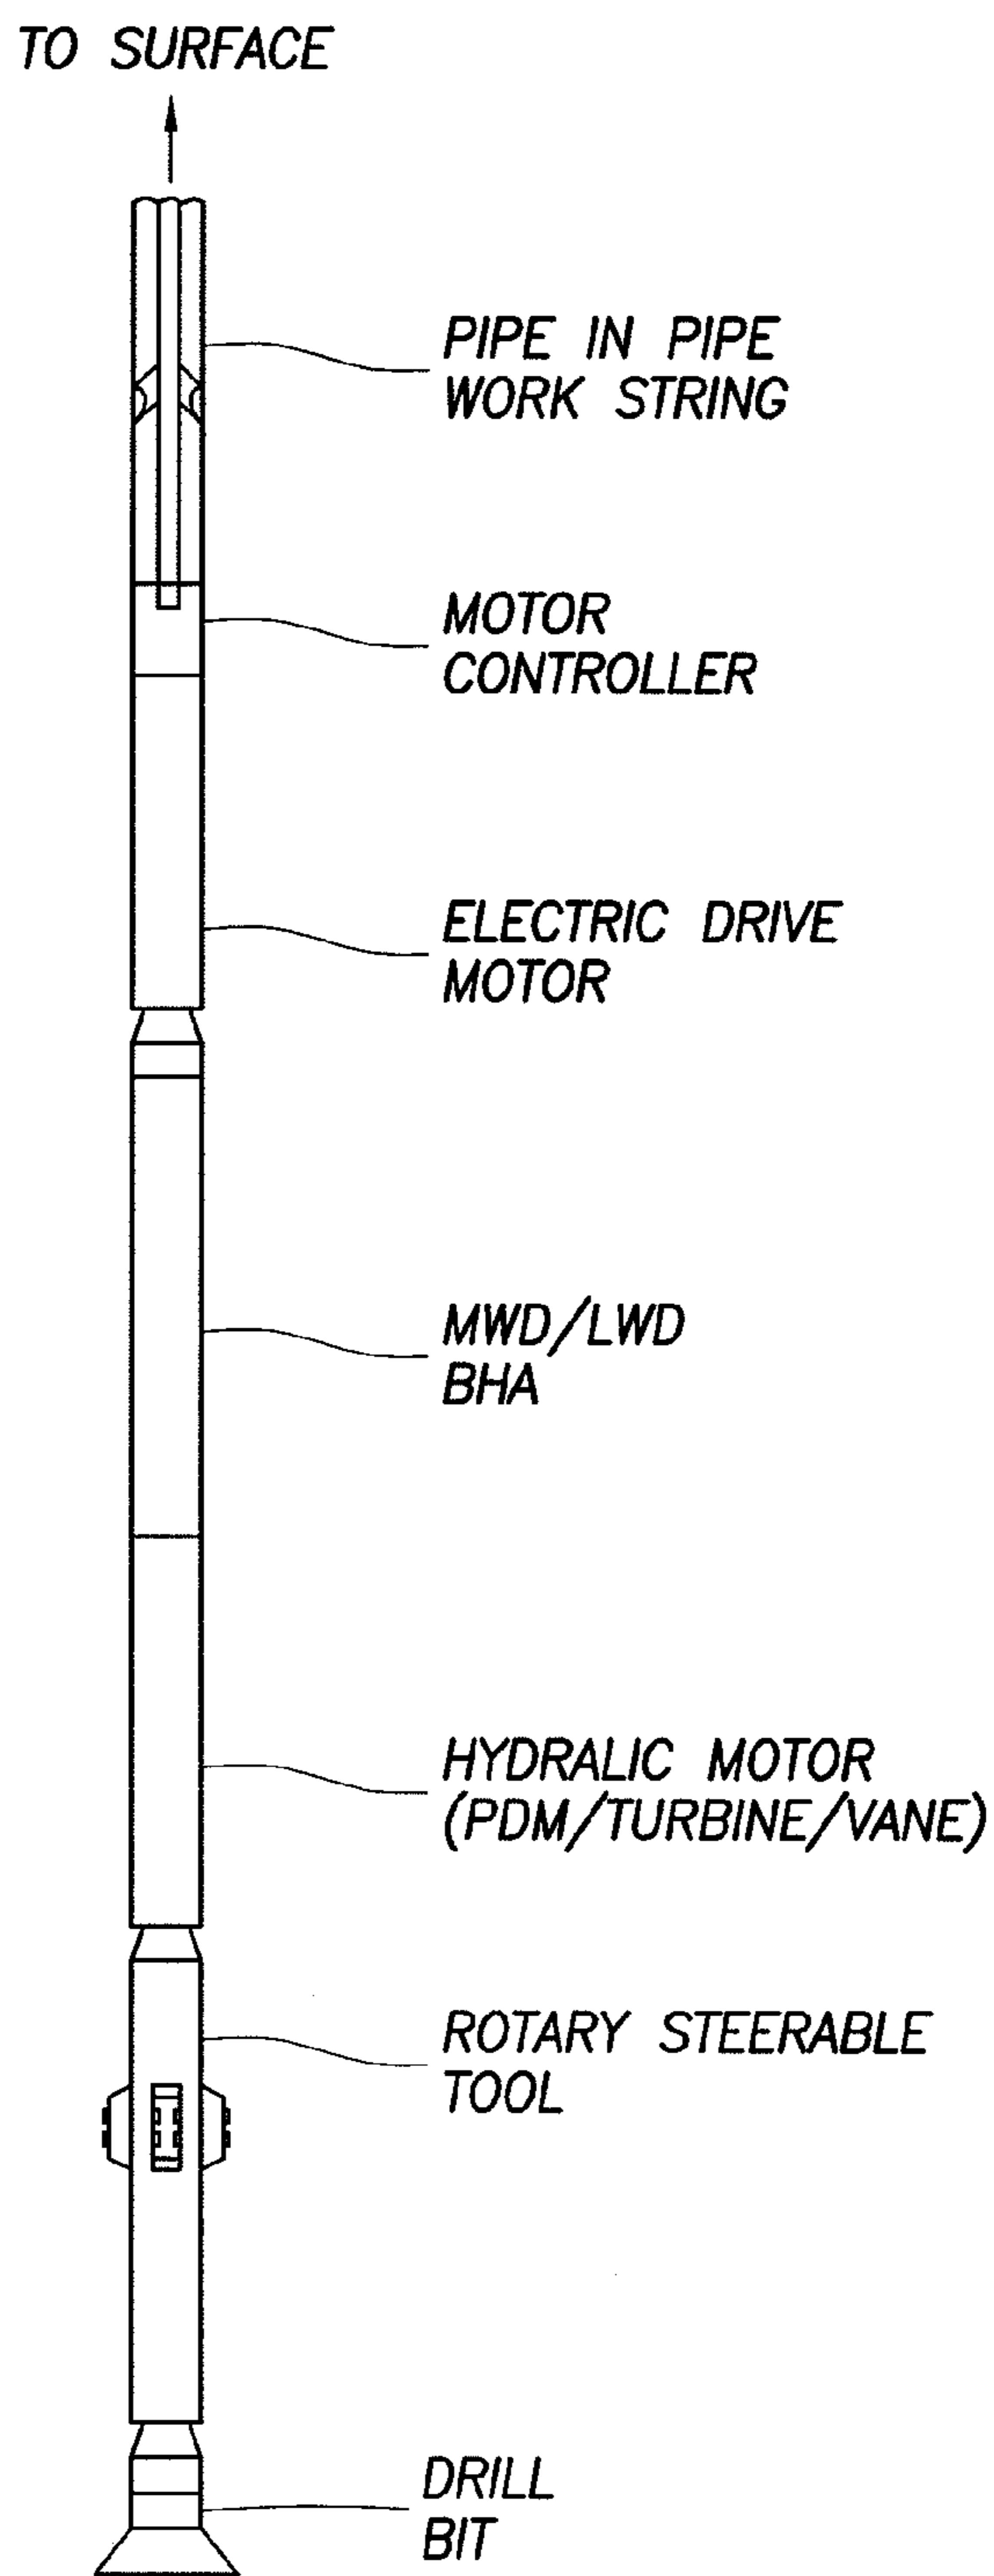 TO SURFACE
PIPE IN PIPE
WORK STRING
MOTOR
CONTROLLER
ELECTRIC DRIVE
MOTOR
MWD/LWD
BHA
HYDRALIC MOTOR
(PDM/TURBINE/VANE)
ROTARY STEERABLE
TOOL
DRILL
BIT